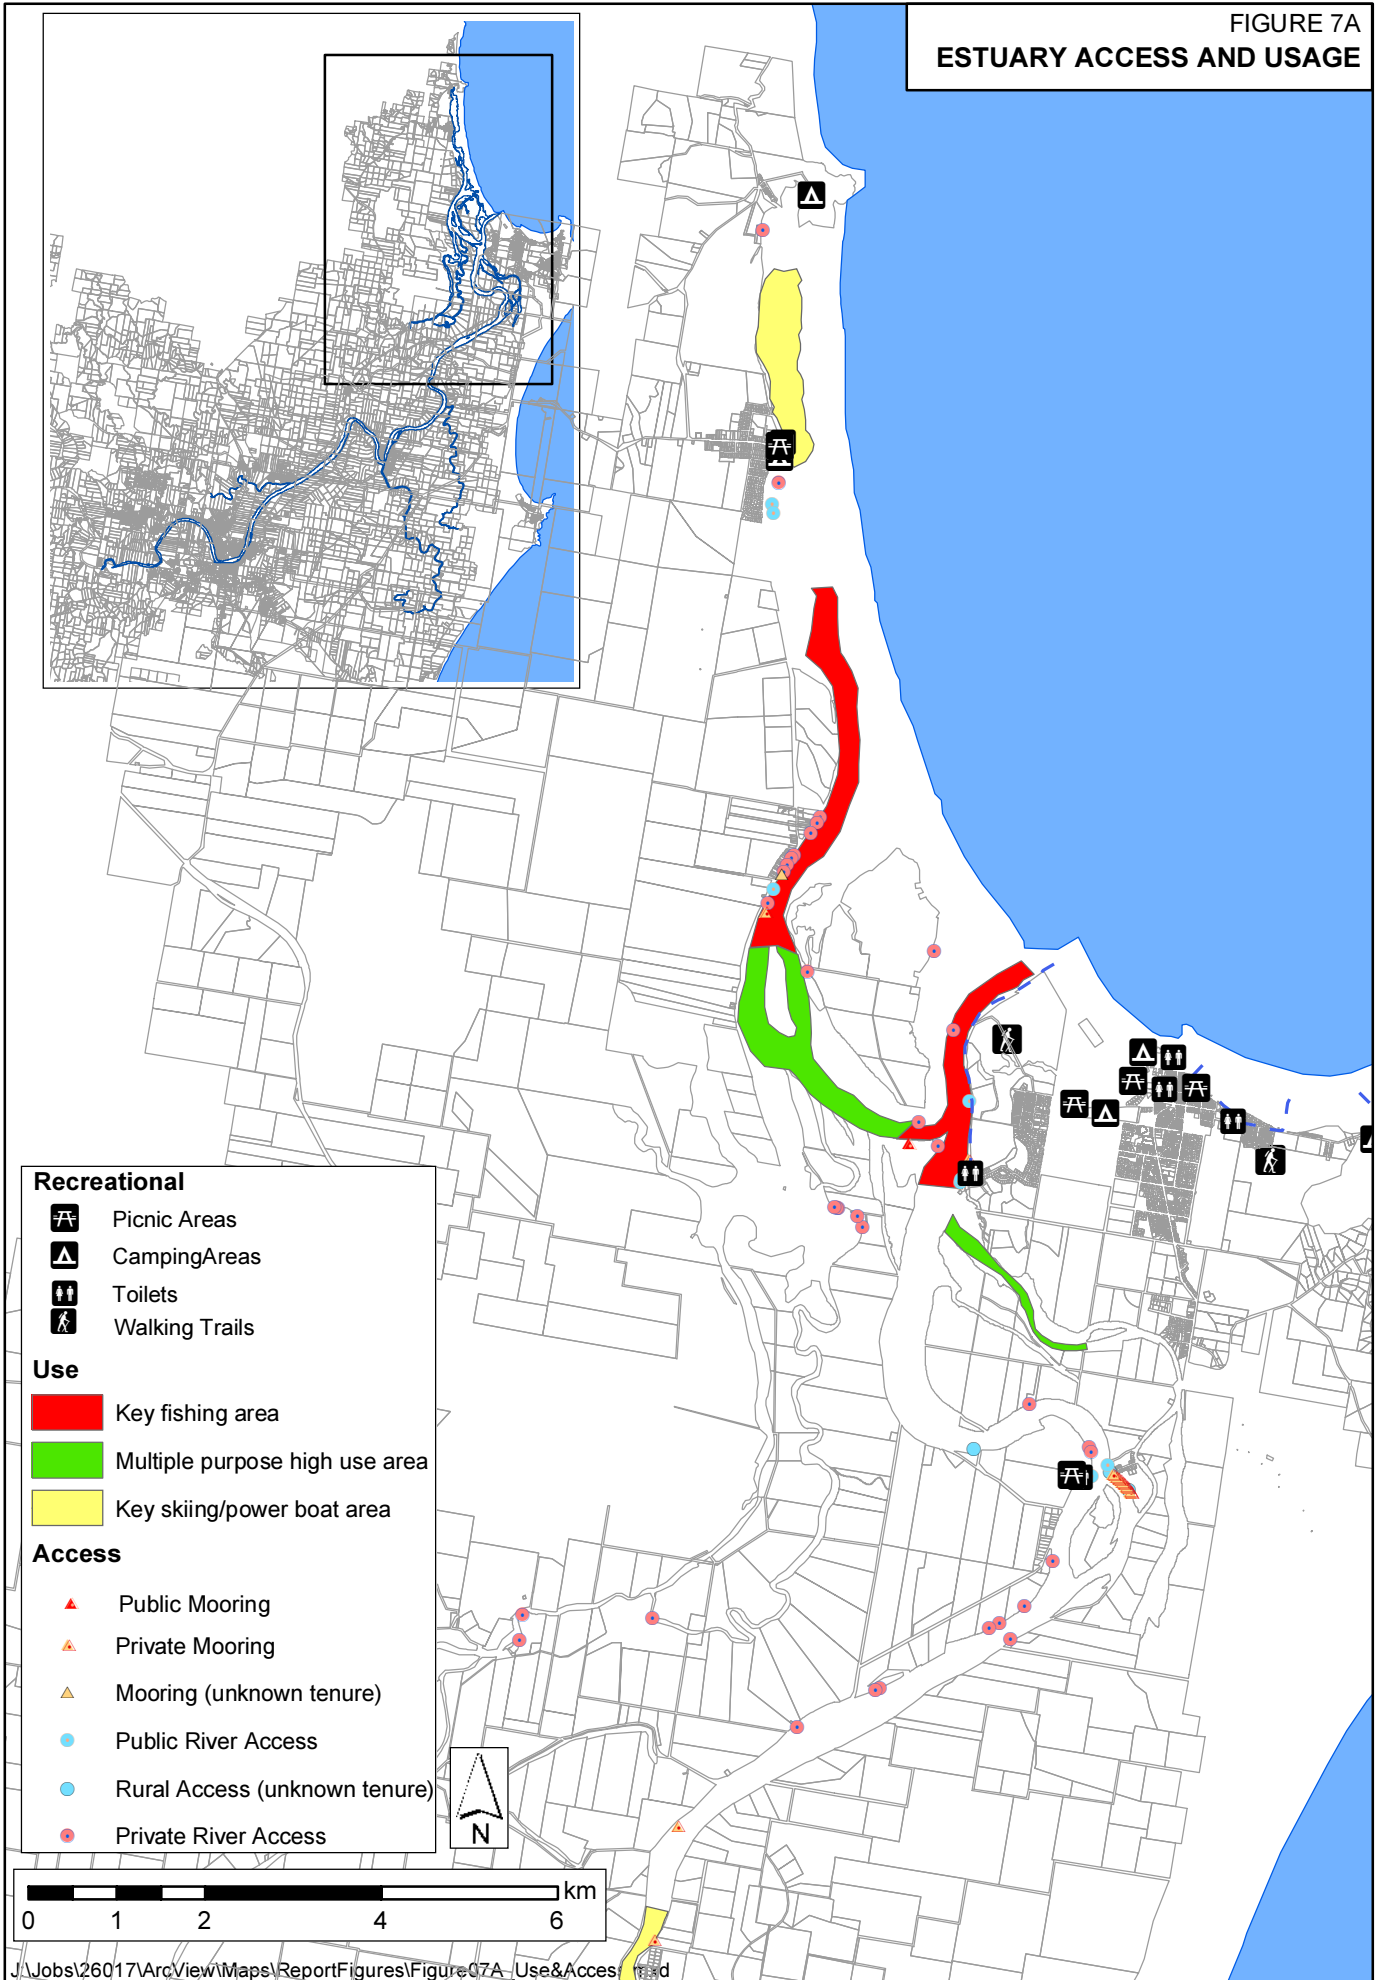 FIGURE 7A
ESTUARY ACCESS AND USAGE
Recreational
Picnic Areas
CampingAreas
Toilets
Walking Trails
Use
Key fishing area
Multiple purpose high use area
Key skiing/power boat area
Access
Public Mooring
Private Mooring
Mooring (unknown tenure)
Public River Access
Rural Access (unknown tenure)
Private River Access
N
km
0 1 2 4 6
J:\Jobs\26017\ArcView\Maps\ReportFigures\Figure07A_Use&Access